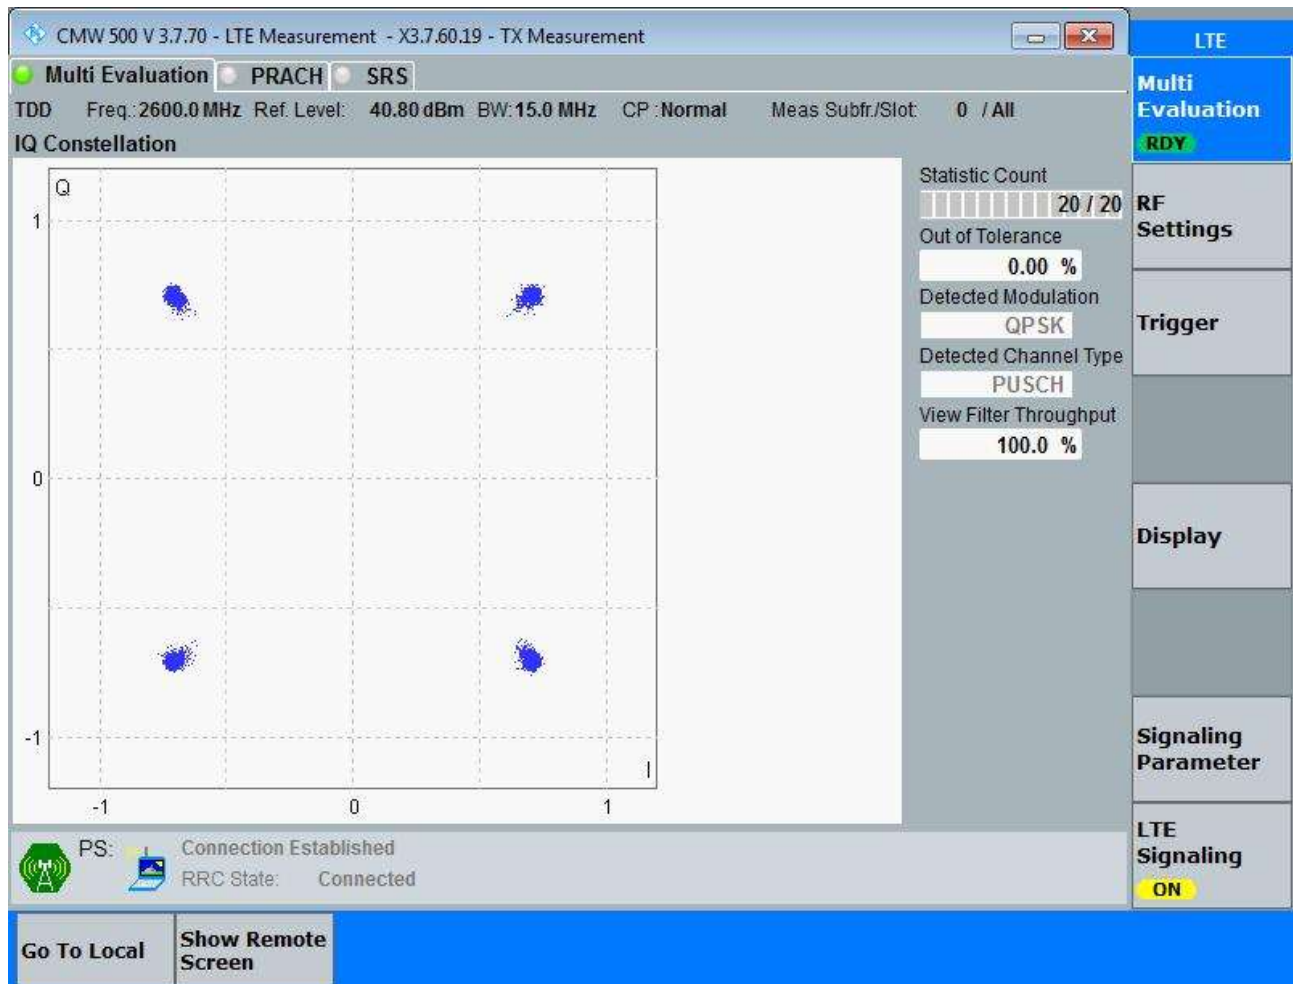 CMW 500 V 3.7.70 - LTE Measurement - X3.7.60.19 - TX Measurement
LTE
Multi Evaluation PRACH SRS
TDD Freq.: 2600.0 MHz Ref. Level: 40.80 dBm BW: 15.0 MHz CP : Normal Meas Subfr./Slot: 0 / All
IQ Constellation
Q
1
0
-1
I
-1 0 1
Statistic Count
20 / 20
Out of Tolerance
0.00 %
Detected Modulation
QPSK
Detected Channel Type
PUSCH
View Filter Throughput
100.0 %
Multi
Evaluation
RDY
RF
Settings
Trigger
Display
Signaling
Parameter
LTE
Signaling
ON
PS: Connection Established
RRC State: Connected
Go To Local
Show Remote
Screen